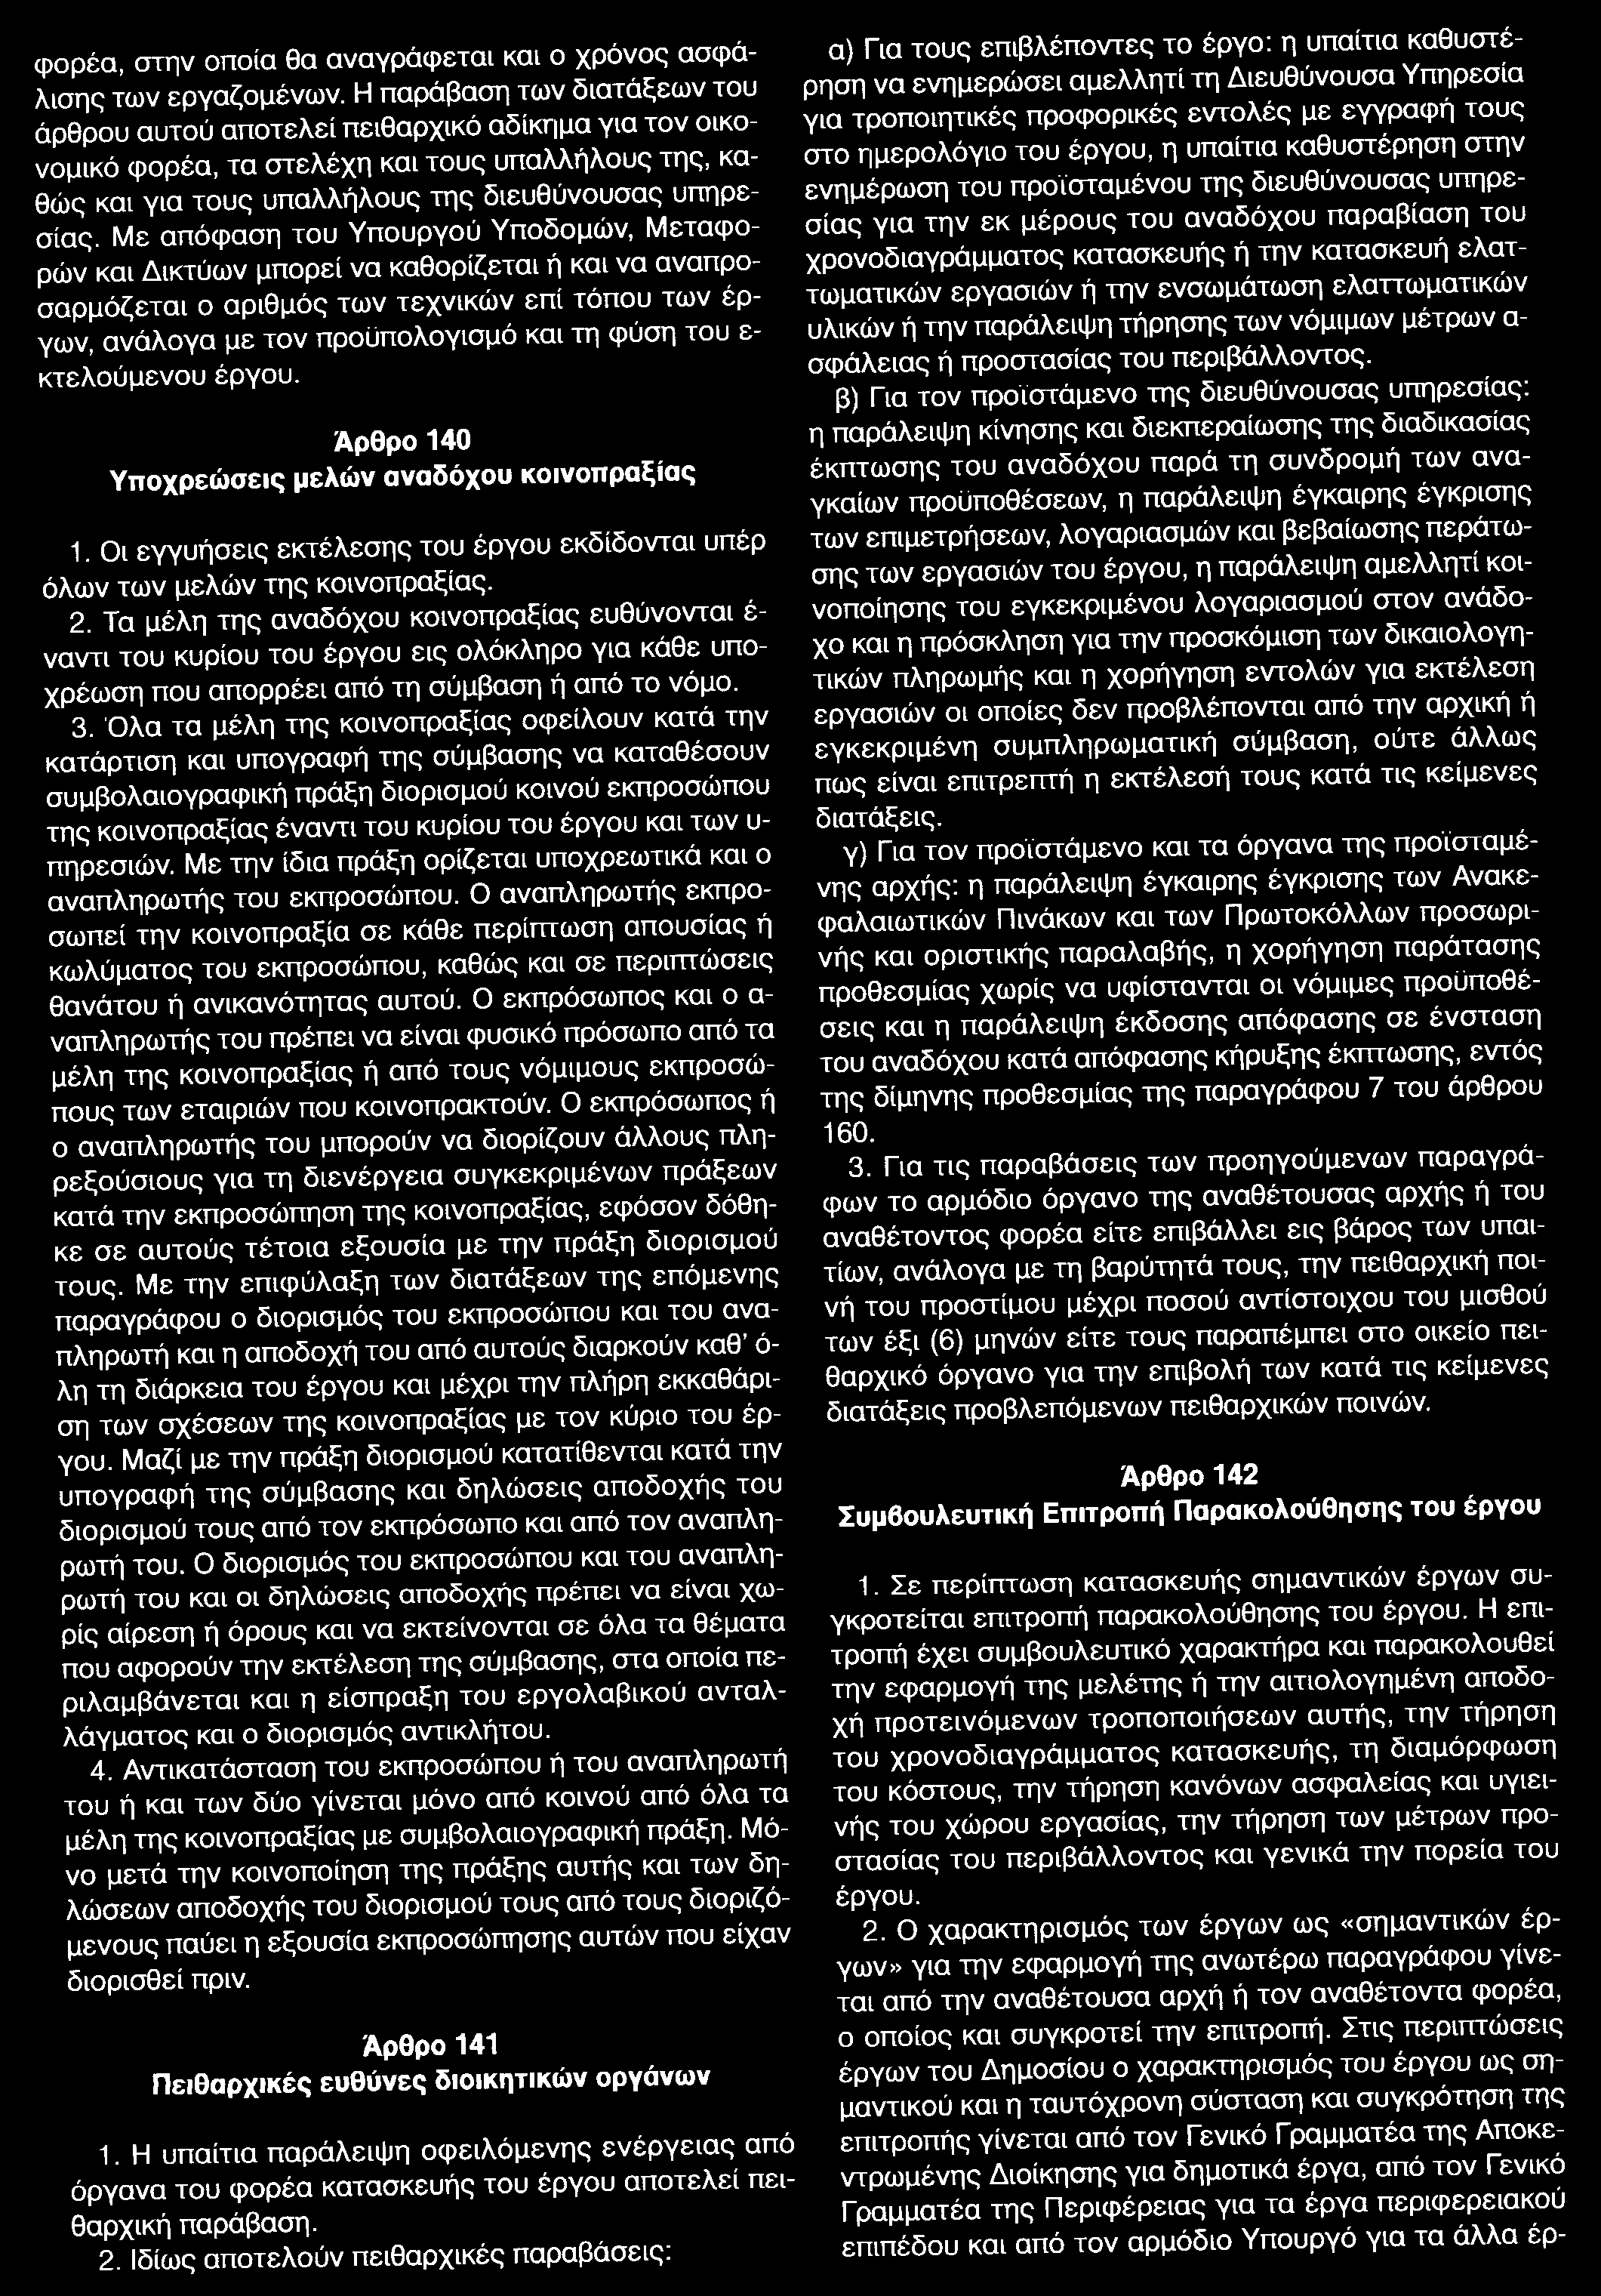 φορέα, στην οποία θα αναγράφεται και ο χρόνος ασφά-
λισης των εργαζομένων. Η παράβαση των διατάξεων του
άρθρου αυτού αποτελεί πειθαρχικό αδίκημα για τον οικο-
νομικό φορέα, τα στελέχη και τους υπαλλήλους της, κα-
θώς και για τους υπαλλήλους της διευθύνουσας υπηρε-
σίας. Με απόφαση του Υπουργού Υποδομών, Μεταφο-
ρών και Δικτύων μπορεί να καθορίζεται ή και να αναπρο-
σαρμόζεται ο αριθμός των τεχνικών επί τόπου των έρ-
γων, ανάλογα με τον προϋπολογισμό και τη φύση του ε-
κτελούμενου έργου.
Άρθρο 140
Υποχρεώσεις μελών αναδόχου κοινοπραξίας
1. Οι εγγυήσεις εκτέλεσης του έργου εκδίδονται υπέρ
όλων των μελών της κοινοπραξίας.
2. Τα μέλη της αναδόχου κοινοπραξίας ευθύνονται έ-
ναντι του κυρίου του έργου εις ολόκληρο για κάθε υπο-
χρέωση που απορρέει από τη σύμβαση ή από το νόμο.
3. Όλα τα μέλη της κοινοπραξίας οφείλουν κατά την
κατάρτιση και υπογραφή της σύμβασης να καταθέσουν
συμβολαιογραφική πράξη διορισμού κοινού εκπροσώπου
της κοινοπραξίας έναντι του κυρίου του έργου και των υ-
πηρεσιών. Με την ίδια πράξη ορίζεται υποχρεωτικά και ο
αναπληρωτής του εκπροσώπου. Ο αναπληρωτής εκπρο-
σωπεί την κοινοπραξία σε κάθε περίπτωση απουσίας ή
κωλύματος του εκπροσώπου, καθώς και σε περιπτώσεις
θανάτου ή ανικανότητας αυτού. Ο εκπρόσωπος και ο α-
ναπληρωτής του πρέπει να είναι φυσικό πρόσωπο από τα
μέλη της κοινοπραξίας ή από τους νόμιμους εκπροσώ-
πους των εταιριών που κοινοπρακτούν. Ο εκπρόσωπος ή
ο αναπληρωτής του μπορούν να διορίζουν άλλους πλη-
ρεξούσιους για τη διενέργεια συγκεκριμένων πράξεων
κατά την εκπροσώπηση της κοινοπραξίας, εφόσον δόθη-
κε σε αυτούς τέτοια εξουσία με την πράξη διορισμού
τους. Με την επιφύλαξη των διατάξεων της επόμενης
παραγράφου ο διορισμός του εκπροσώπου και του ανα-
πληρωτή και η αποδοχή του από αυτούς διαρκούν καθ' ό-
λη τη διάρκεια του έργου και μέχρι την πλήρη εκκαθάρι-
ση των σχέσεων της κοινοπραξίας με τον κύριο του έρ-
γου. Μαζί με την πράξη διορισμού κατατίθενται κατά την
υπογραφή της σύμβασης και δηλώσεις αποδοχής του
διορισμού τους από τον εκπρόσωπο και από τον αναπλη-
ρωτή του. Ο διορισμός του εκπροσώπου και του αναπλη-
ρωτή του και οι δηλώσεις αποδοχής πρέπει να είναι χω-
ρίς αίρεση ή όρους και να εκτείνονται σε όλα τα θέματα
που αφορούν την εκτέλεση της σύμβασης, στα οποία πε-
ριλαμβάνεται και η είσπραξη του εργολαβικού ανταλ-
λάγματος και ο διορισμός αντικλήτου.
4. Αντικατάσταση του εκπροσώπου ή του αναπληρωτή
του ή και των δύο γίνεται μόνο από κοινού από όλα τα
μέλη της κοινοπραξίας με συμβολαιογραφική πράξη. Μό-
νο μετά την κοινοποίηση της πράξης αυτής και των δη-
λώσεων αποδοχής του διορισμού τους από τους διοριζό-
μενους παύει η εξουσία εκπροσώπησης αυτών που είχαν
διορισθεί πριν.
Άρθρο 141
Πειθαρχικές ευθύνες διοικητικών οργάνων
1. Η υπαίτια παράλειψη οφειλόμενης ενέργειας από
όργανα του φορέα κατασκευής του έργου αποτελεί πει-
θαρχική παράβαση.
2. Ιδίως αποτελούν πειθαρχικές παραβάσεις:
α) Για τους επιβλέποντες το έργο: η υπαίτια καθυστέ-
ρηση να ενημερώσει αμελλητί τη Διευθύνουσα Υπηρεσία
για τροποιητικές προφορικές εντολές με εγγραφή τους
στο ημερολόγιο του έργου, η υπαίτια καθυστέρηση στην
ενημέρωση του προϊσταμένου της διευθύνουσας υπηρε-
σίας για την εκ μέρους του αναδόχου παραβίαση του
χρονοδιαγράμματος κατασκευής ή την κατασκευή ελατ-
τωματικών εργασιών ή την ενσωμάτωση ελαττωματικών
υλικών ή την παράλειψη τήρησης των νόμιμων μέτρων α-
σφάλειας ή προστασίας του περιβάλλοντος.
β) Για τον προϊστάμενο της διευθύνουσας υπηρεσίας:
η παράλειψη κίνησης και διεκπεραίωσης της διαδικασίας
έκπτωσης του αναδόχου παρά τη συνδρομή των ανα-
γκαίων προϋποθέσεων, η παράλειψη έγκαιρης έγκρισης
των επιμετρήσεων, λογαριασμών και βεβαίωσης περάτω-
σης των εργασιών του έργου, η παράλειψη αμελλητί κοι-
νοποίησης του εγκεκριμένου λογαριασμού στον ανάδο-
χο και η πρόσκληση για την προσκόμιση των δικαιολογη-
τικών πληρωμής και η χορήγηση εντολών για εκτέλεση
εργασιών οι οποίες δεν προβλέπονται από την αρχική ή
εγκεκριμένη συμπληρωματική σύμβαση, ούτε άλλως
πως είναι επιτρεπτή η εκτέλεσή τους κατά τις κείμενες
διατάξεις.
γ) Για τον προϊστάμενο και τα όργανα της προϊσταμέ-
νης αρχής: η παράλειψη έγκαιρης έγκρισης των Ανακε-
φαλαιωτικών Πινάκων και των Πρωτοκόλλων προσωρι-
νής και οριστικής παραλαβής, η χορήγηση παράτασης
προθεσμίας χωρίς να υφίστανται οι νόμιμες προϋποθέ-
σεις και η παράλειψη έκδοσης απόφασης σε ένσταση
του αναδόχου κατά απόφασης κήρυξης έκπτωσης, εντός
της δίμηνης προθεσμίας της παραγράφου 7 του άρθρου
160.
3. Για τις παραβάσεις των προηγούμενων παραγρά-
φων το αρμόδιο όργανο της αναθέτουσας αρχής ή του
αναθέτοντος φορέα είτε επιβάλλει εις βάρος των υπαι-
τίων, ανάλογα με τη βαρύτητά τους, την πειθαρχική ποι-
νή του προστίμου μέχρι ποσού αντίστοιχου του μισθού
των έξι (6) μηνών είτε τους παραπέμπει στο οικείο πει-
θαρχικό όργανο για την επιβολή των κατά τις κείμενες
διατάξεις προβλεπόμενων πειθαρχικών ποινών.
Άρθρο 142
Συμβουλευτική Επιτροπή Παρακολούθησης του έργου
1. Σε περίπτωση κατασκευής σημαντικών έργων συ-
γκροτείται επιτροπή παρακολούθησης του έργου. Η επι-
τροπή έχει συμβουλευτικό χαρακτήρα και παρακολουθεί
την εφαρμογή της μελέτης ή την αιτιολογημένη αποδο-
χή προτεινόμενων τροποποιήσεων αυτής, την τήρηση
του χρονοδιαγράμματος κατασκευής, τη διαμόρφωση
του κόστους, την τήρηση κανόνων ασφαλείας και υγιει-
νής του χώρου εργασίας, την τήρηση των μέτρων προ-
στασίας του περιβάλλοντος και γενικά την πορεία του
έργου.
2. Ο χαρακτηρισμός των έργων ως «σημαντικών έρ-
γων» για την εφαρμογή της ανωτέρω παραγράφου γίνε-
ται από την αναθέτουσα αρχή ή τον αναθέτοντα φορέα,
ο οποίος και συγκροτεί την επιτροπή. Στις περιπτώσεις
έργων του Δημοσίου ο χαρακτηρισμός του έργου ως ση-
μαντικού και η ταυτόχρονη σύσταση και συγκρότηση της
επιτροπής γίνεται από τον Γενικό Γραμματέα της Αποκε-
ντρωμένης Διοίκησης για δημοτικά έργα, από τον Γενικό
Γραμματέα της Περιφέρειας για τα έργα περιφερειακού
επιπέδου και από τον αρμόδιο Υπουργό για τα άλλα έρ-